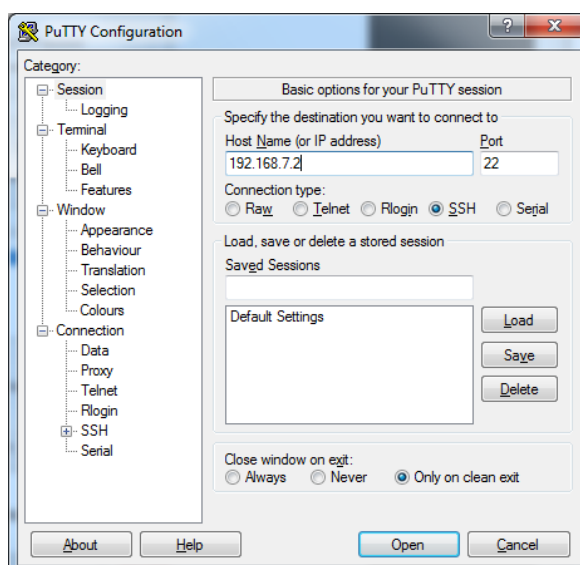 PuTTY Configuration
Category:
Session
Logging
Terminal
Keyboard
Bell
Features
Window
Appearance
Behaviour
Translation
Selection
Colours
Connection
Data
Proxy
Telnet
Rlogin
SSH
Serial
Basic options for your PuTTY session
Specify the destination you want to connect to
Host Name (or IP address) Port
192.168.7.2 22
Connection type:
Raw Telnet Rlogin SSH Serial
Load, save or delete a stored session
Saved Sessions
Default Settings
Load
Save
Delete
Close window on exit:
Always Never Only on clean exit
About Help Open Cancel